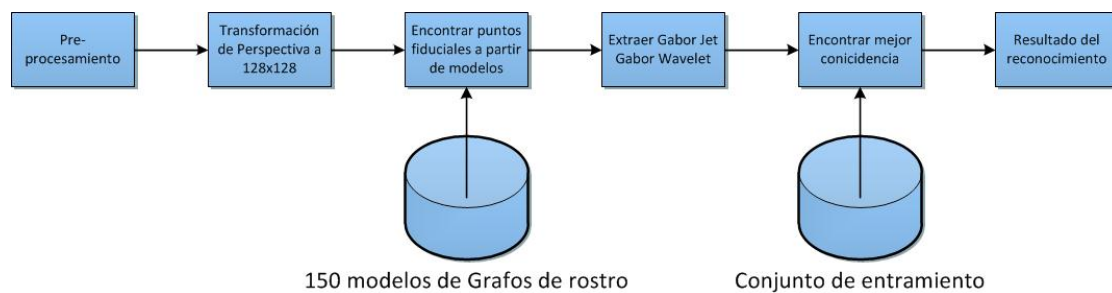 Pre-
procesamiento
Transformación
de Perspectiva a
128x128
Encontrar puntos
fiduciales a partir
de modelos
Extraer Gabor Jet
Gabor Wavelet
Encontrar mejor
conicidencia
Resultado del
reconocimiento
150 modelos de Grafos de rostro
Conjunto de entramiento